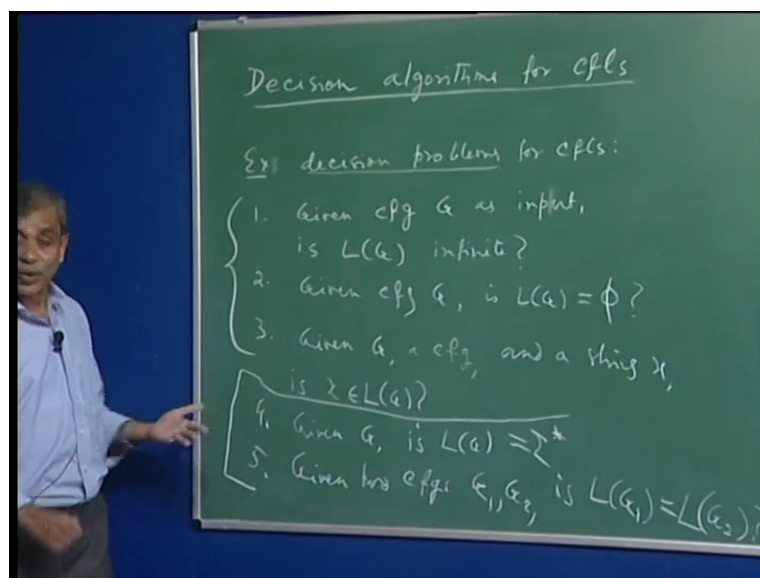 Decision algorithms for cfls
Ex: decision problems for cfls:
1. Given cfg G as input,
is L(G) infinite?
2. Given cfg G, is L(G) = ϕ?
3. Given G, a cfg, and a string x,
is x ∈ L(G)?
4. Given G, is L(G) = Σ*
5. Given two cfgs G₁, G₂, is L(G₁) = L(G₂)?